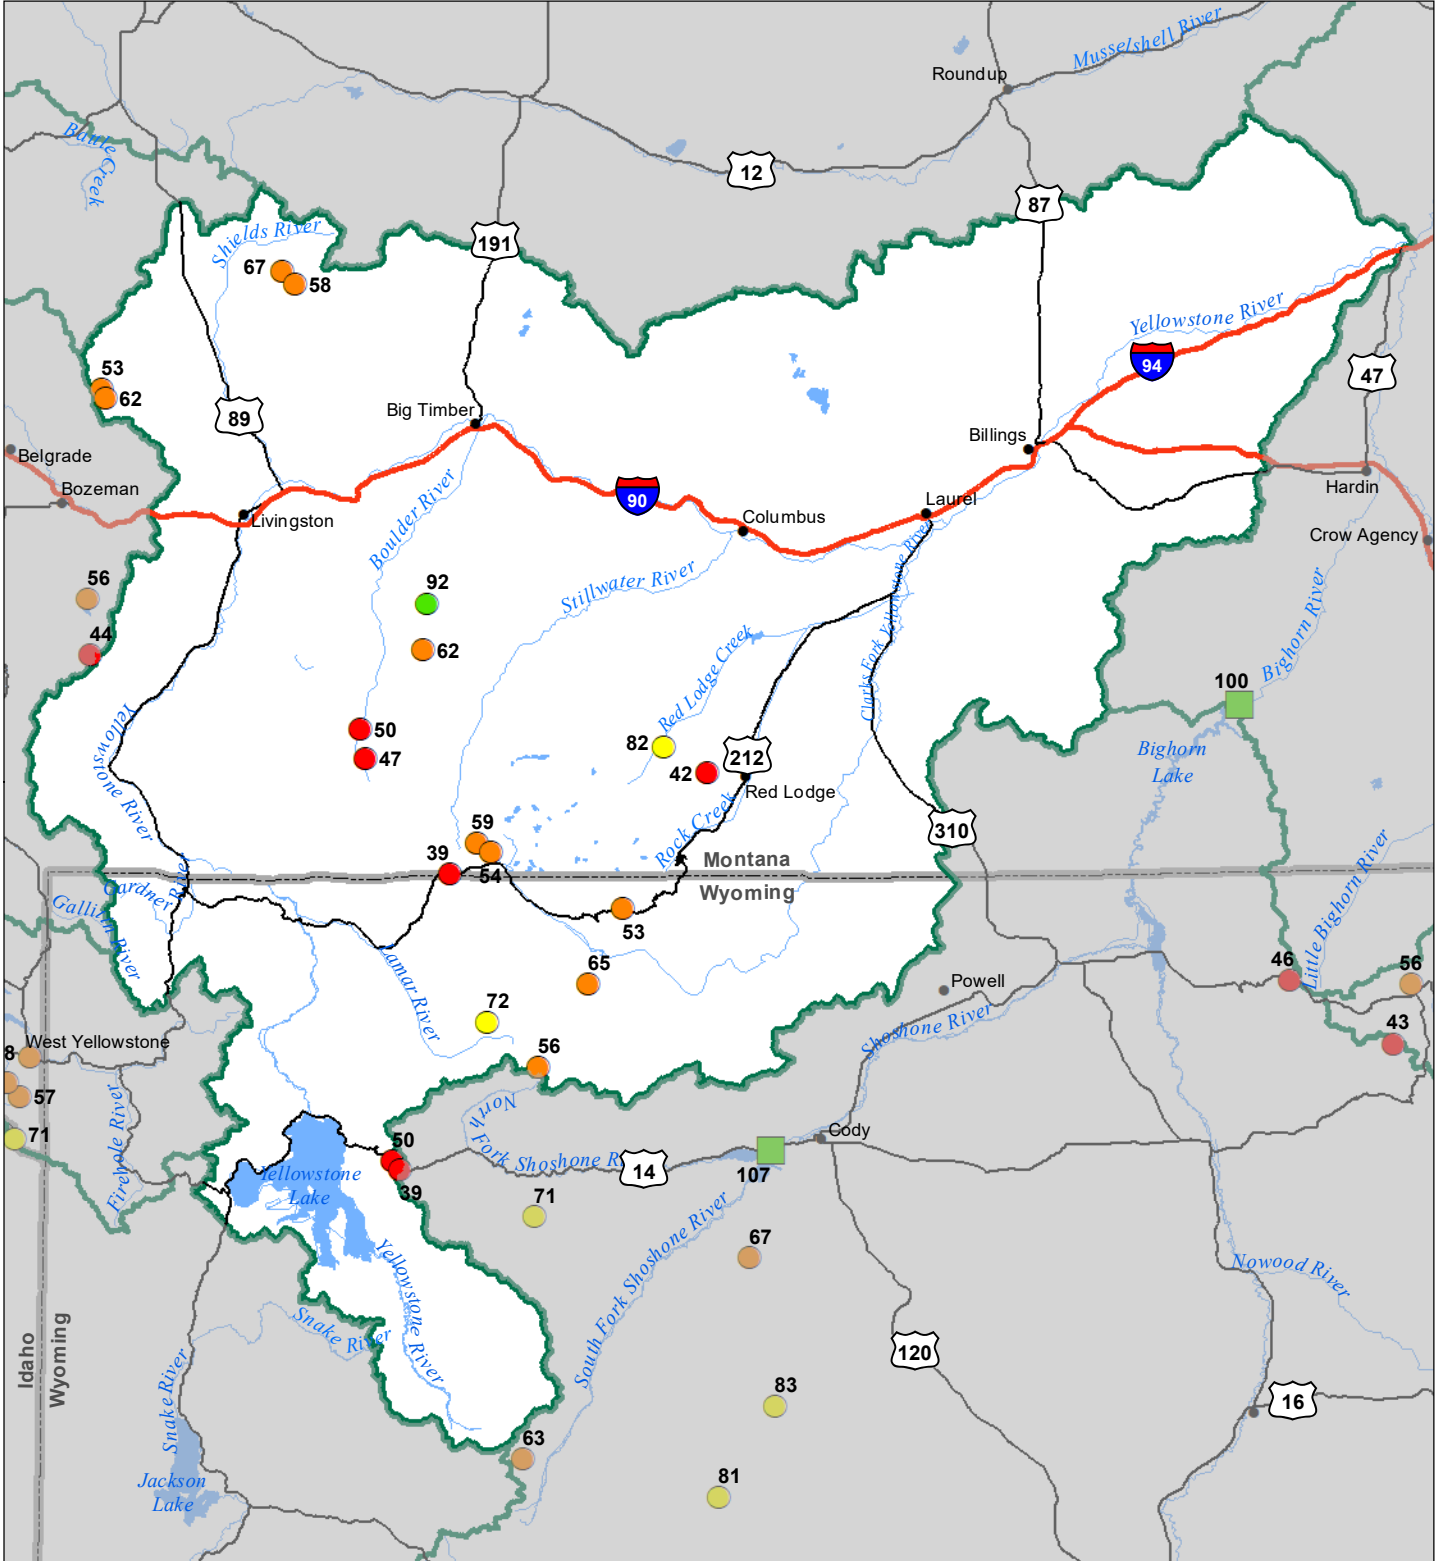 Musselshell River
Roundup
Battle
Creek
12
87
Shields River
191
67
58
Yellowstone River
94
47
53
62
89
Big Timber
Billings
Belgrade
Bozeman
Livingston
90
Columbus
Laurel
Hardin
Crow Agency
Boulder River
Stillwater River
Clarks Fork Yellowstone River
56
92
44
62
Red Lodge Creek
Bighorn River
100
Yellowstone River
50
47
82
42
212
Red Lodge
Bighorn
Lake
310
59
39
54
Rock Creek
Montana
Wyoming
Little Bighorn River
Gardner River
Gallatin River
53
65
Lamar River
72
Powell
46
56
43
Shoshone River
8
West Yellowstone
57
71
Firehole River
56
North
Fork Shoshone R
14
107
Cody
50
39
Yellowstone
Lake
71
67
South Fork Shoshone River
Nowood River
Yellowstone River
Snake River
Idaho
Wyoming
Snake River
120
83
16
63
81
Jackson
Lake